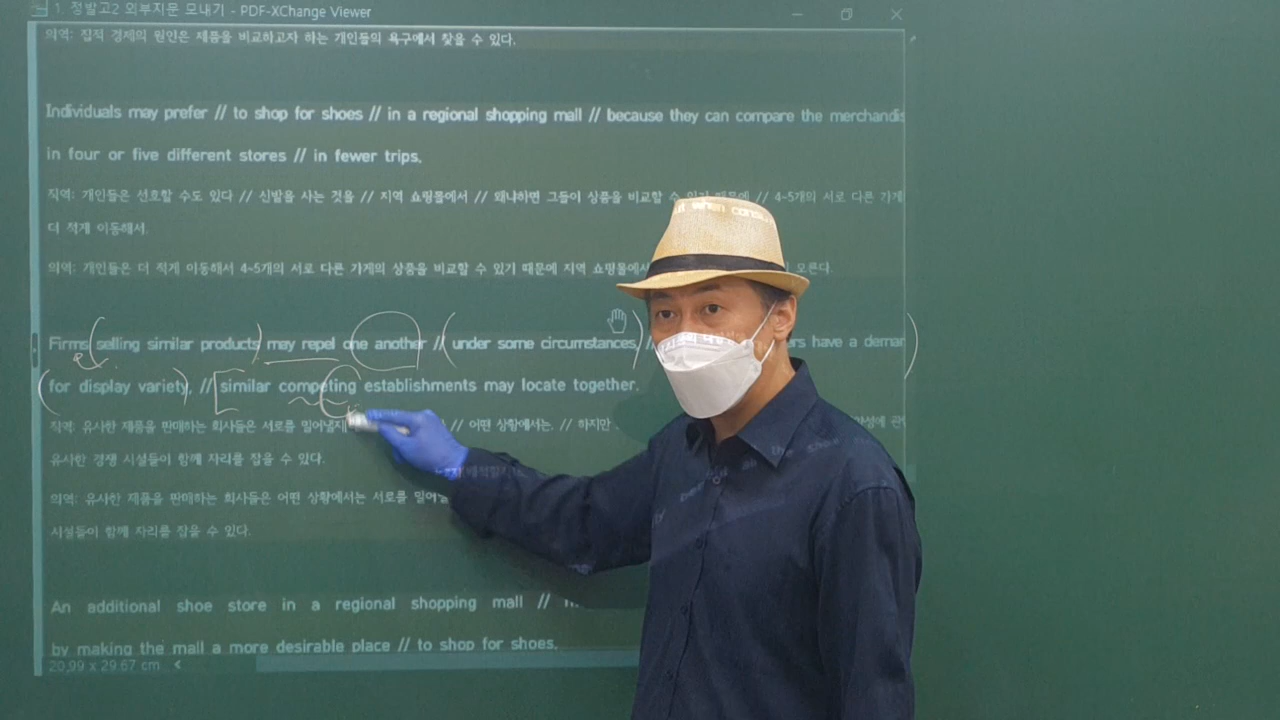 1. 정발고2 외부지문 모내기 - PDF-XChange Viewer
의역: 집적 경제의 원인은 제품을 비교하고자 하는 개인들의 욕구에서 찾을 수 있다.
Individuals may prefer // to shop for shoes // in a regional shopping mall // because they can compare the
in four or five different stores // in fewer trips.
직역: 개인들은 선호할 수도 있다 // 신발을 사는 것을 // 지역 쇼핑몰에서 // 왜냐하면 그들이 상품을 비교할 수 있기 때문에 // 4~5개의 서로 다른
더 적게 이동해서.
의역: 개인들은 더 적게 이동해서 4~5개의 서로 다른 가게의 상품을 비교할 수 있기 때문에 지역 쇼핑몰에서 모른다.
Firms selling similar products may repel one another // under some circumstances, // have a
for display variety, // similar competing establishments may locate together.
직역: 유사한 제품을 판매하는 회사들은 서로를 밀어낼지 // 어떤 상황에서는, // 하지만
유사한 경쟁 시설들이 함께 자리를 잡을 수 있다.
의역: 유사한 제품을 판매하는 회사들은 어떤 상황에서는 서로를
시설들이 함께 자리를 잡을 수 있다.
An additional shoe store in a regional shopping mall //
by making the mall a more desirable place // to shop for shoes.
20,99 x 29,67 cm